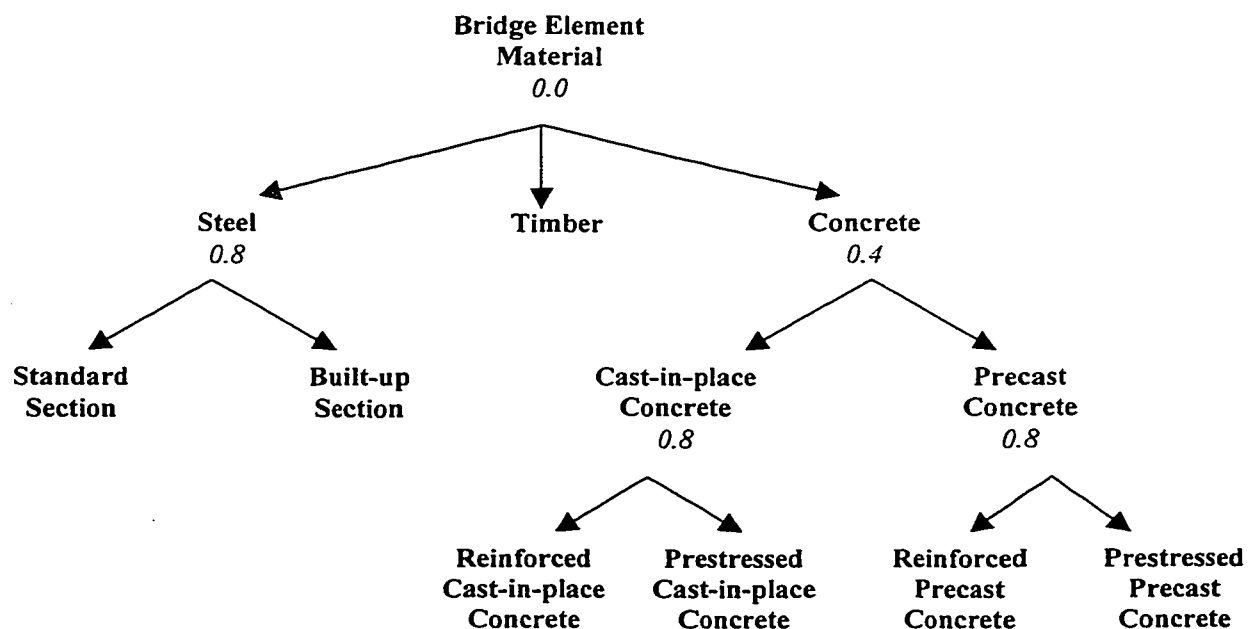 Bridge Element
Material
0.0
Steel
0.8
Timber
Concrete
0.4
Standard
Section
Built-up
Section
Cast-in-place
Concrete
0.8
Precast
Concrete
0.8
Reinforced
Cast-in-place
Concrete
Prestressed
Cast-in-place
Concrete
Reinforced
Precast
Concrete
Prestressed
Precast
Concrete